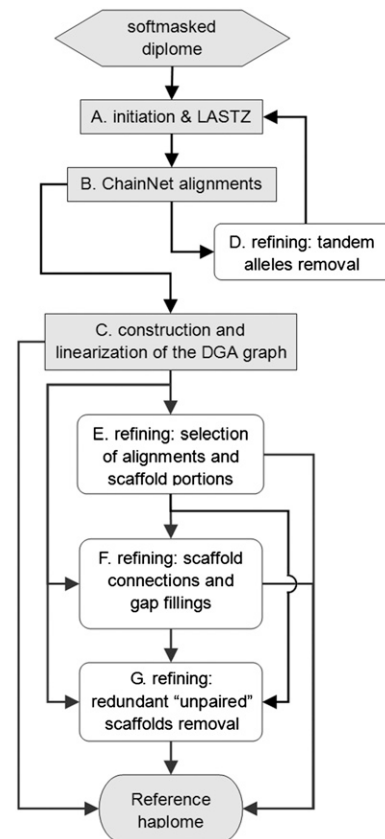 softmasked
diplome
A. initiation & LASTZ
B. ChainNet alignments
D. refining: tandem
alleles removal
C. construction and
linearization of the DGA graph
E. refining: selection
of alignments and
scaffold portions
F. refining: scaffold
connections and
gap fillings
G. refining:
redundant “unpaired”
scaffolds removal
Reference
haplome